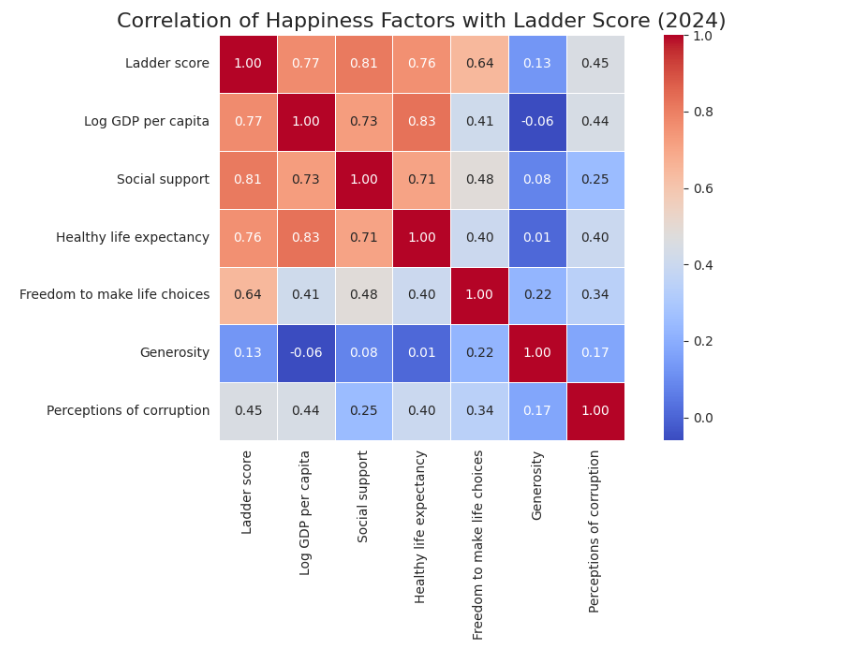 Correlation of Happiness Factors with Ladder Score (2024)
Ladder score 1.00 0.77 0.81 0.76 0.64 0.13 0.45
Log GDP per capita 0.77 1.00 0.73 0.83 0.41 -0.06 0.44
Social support 0.81 0.73 1.00 0.71 0.48 0.08 0.25
Healthy life expectancy 0.76 0.83 0.71 1.00 0.40 0.01 0.40
Freedom to make life choices 0.64 0.41 0.48 0.40 1.00 0.22 0.34
Generosity 0.13 -0.06 0.08 0.01 0.22 1.00 0.17
Perceptions of corruption 0.45 0.44 0.25 0.40 0.34 0.17 1.00
Ladder score
Log GDP per capita
Social support
Healthy life expectancy
Freedom to make life choices
Generosity
Perceptions of corruption
1.0
0.8
0.6
0.4
0.2
0.0